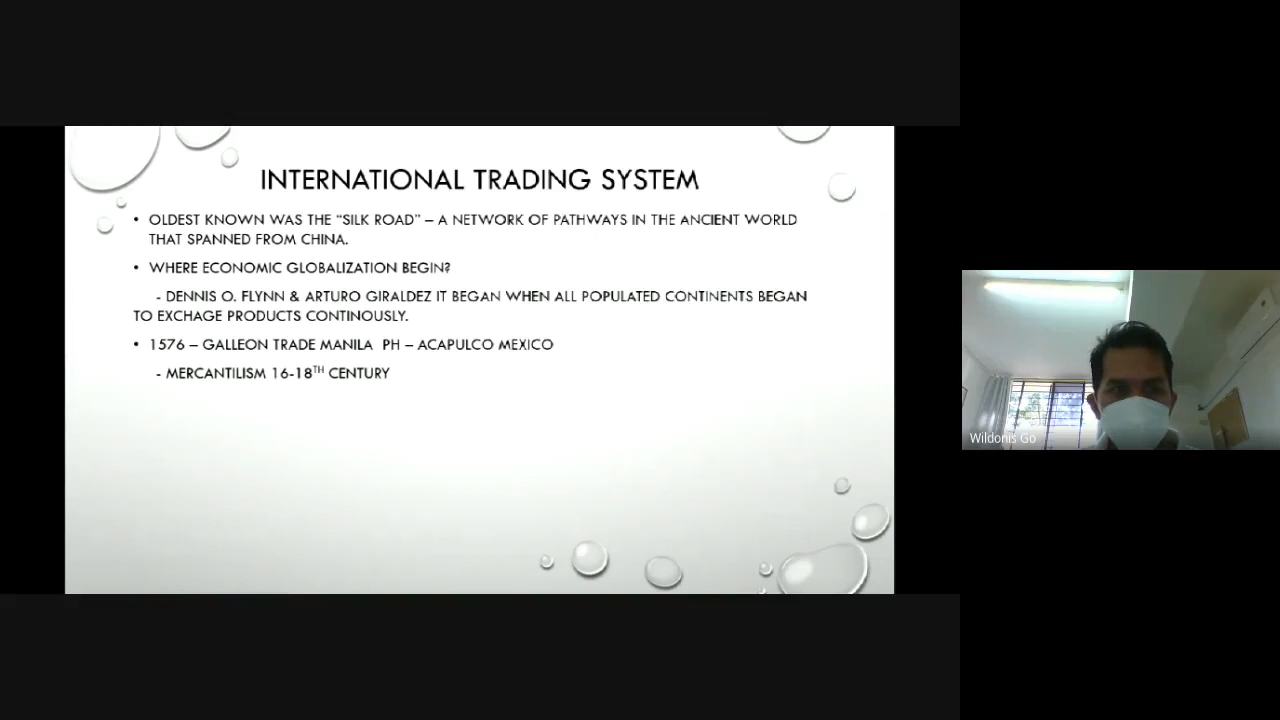 INTERNATIONAL TRADING SYSTEM
• OLDEST KNOWN WAS THE “SILK ROAD” – A NETWORK OF PATHWAYS IN THE ANCIENT WORLD
THAT SPANNED FROM CHINA.
• WHERE ECONOMIC GLOBALIZATION BEGIN?
- DENNIS O. FLYNN & ARTURO GIRALDEZ IT BEGAN WHEN ALL POPULATED CONTINENTS BEGAN
TO EXCHAGE PRODUCTS CONTINOUSLY.
• 1576 – GALLEON TRADE MANILA PH – ACAPULCO MEXICO
- MERCANTILISM 16-18TH CENTURY
Wildonis Go